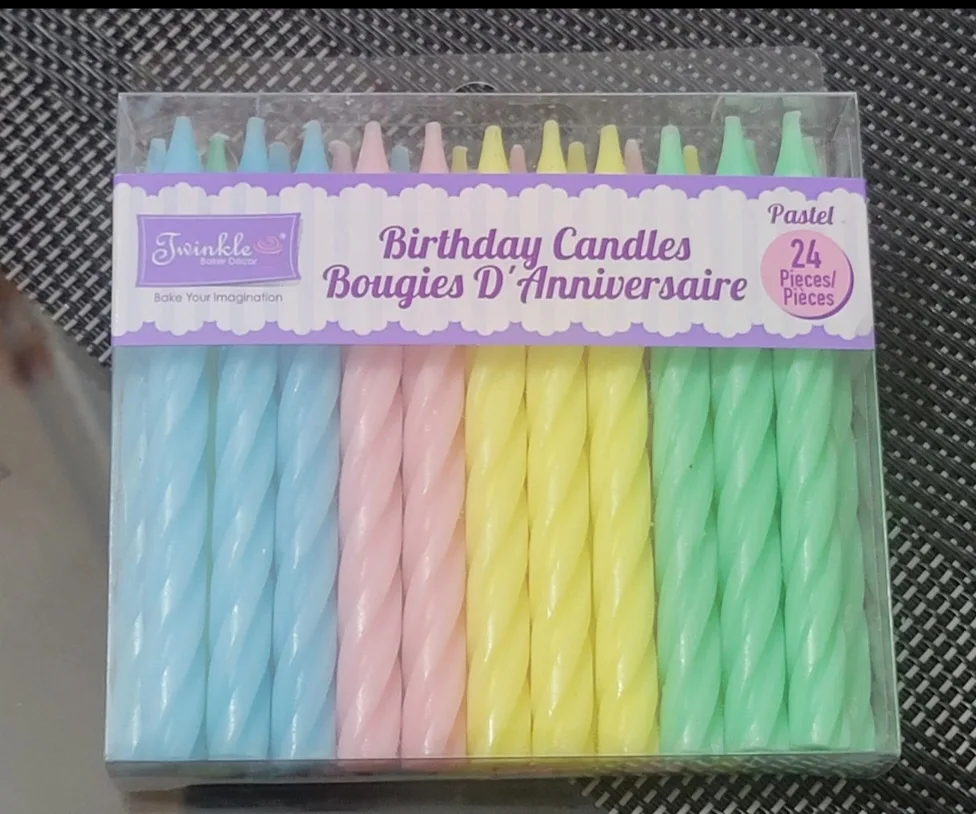 Twinkle®
Baker Décor
Bake Your Imagination
Birthday Candles
Bougies D'Anniversaire
Pastel
24
Pieces/
Pièces